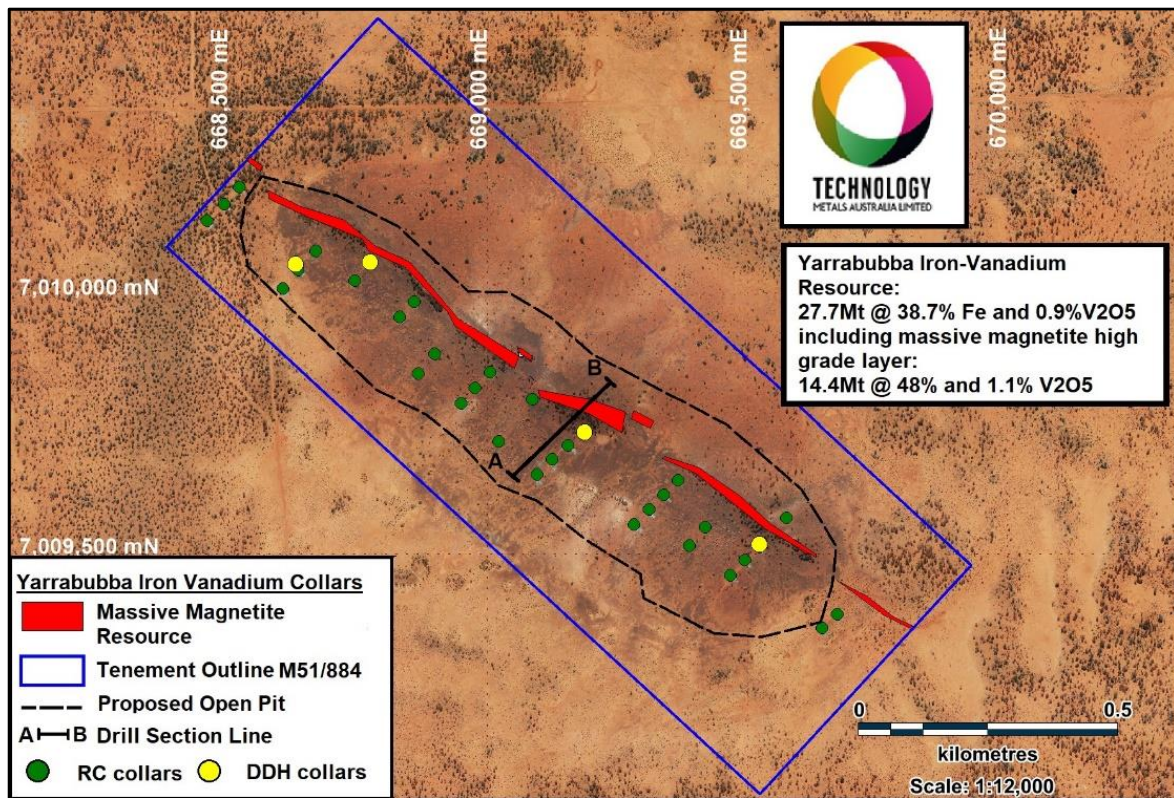 668,500 mE
669,000 mE
669,500 mE
670,000 mE
TECHNOLOGY
METALS AUSTRALIA LIMITED
Yarrabubba Iron-Vanadium
Resource:
27.7Mt @ 38.7% Fe and 0.9%V2O5
including massive magnetite high
grade layer:
14.4Mt @ 48% and 1.1% V2O5
7,010,000 mN
B
A
7,009,500 mN
Yarrabubba Iron Vanadium Collars
Massive Magnetite
Resource
Tenement Outline M51/884
Proposed Open Pit
A B Drill Section Line
RC collars DDH collars
0 0.5
kilometres
Scale: 1:12,000